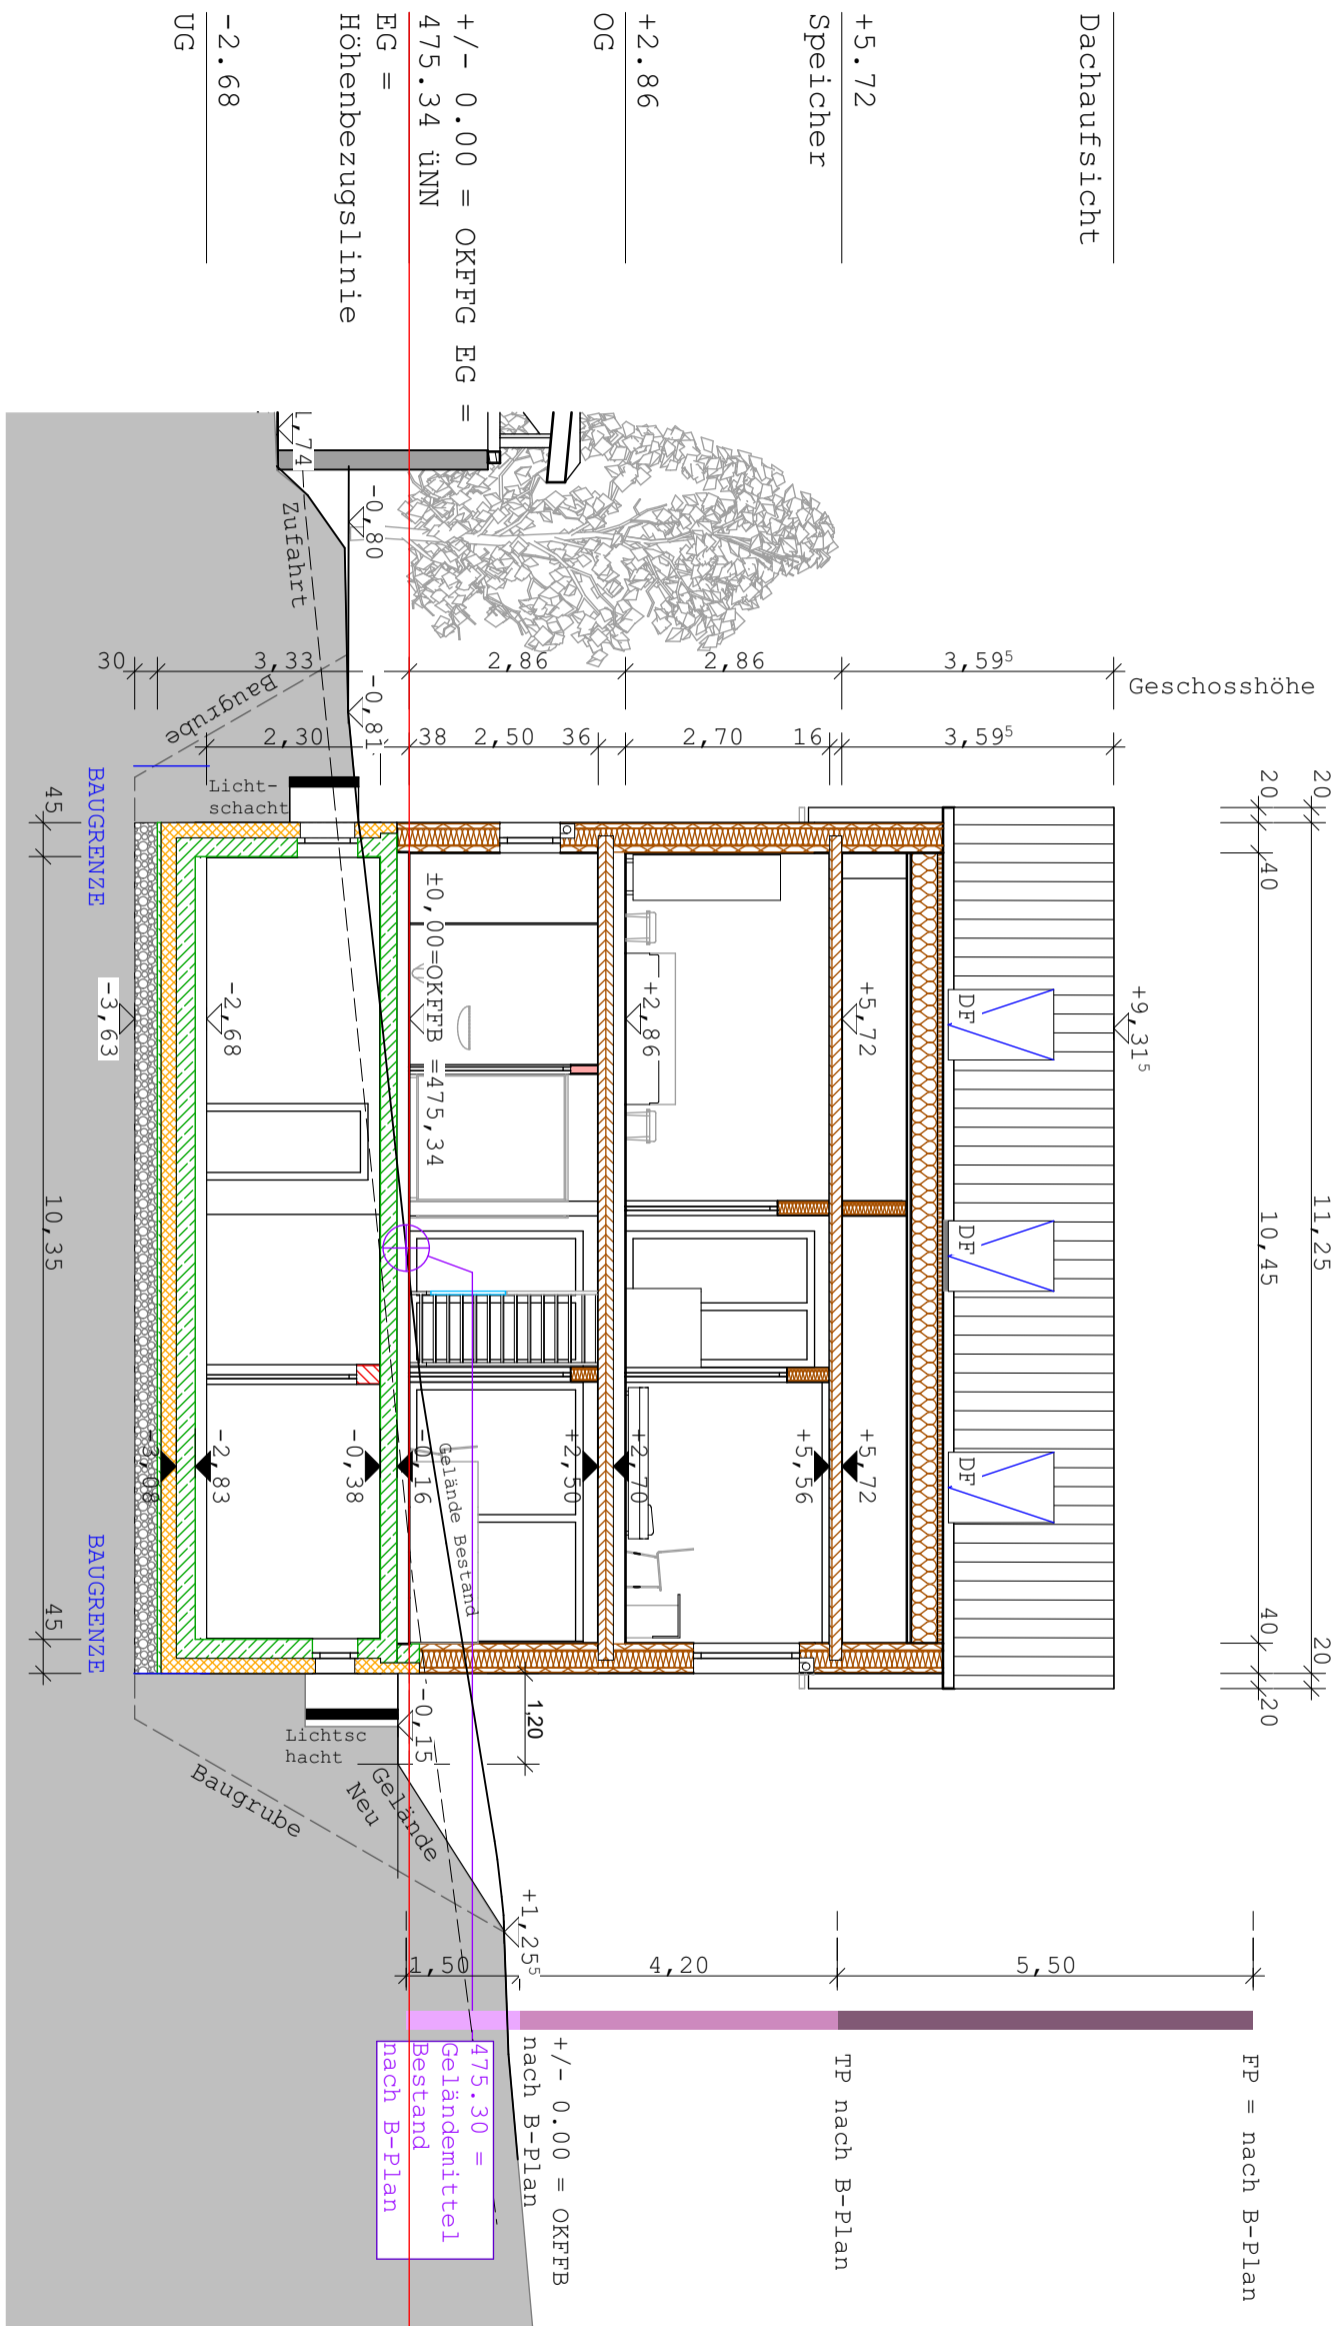 Dachaufsicht
+5.72
Speicher
+2.86
OG
+/- 0.00 = OKFFG EG =
475.34 üNN
EG =
Höhenbezugslinie
-2.68
UG
Geschosshöhe
3,59⁵
2,86
2,86
3,33
30
3,59⁵
16
2,70
36
2,50
38
2,30
20
11,25
20
20
40
10,45
40
20
+9,31⁵
DF
DF
DF
+5,72
+5,72
+5,56
+2,86
+2,70
+2,50
±0,00=OKFFB =475,34
-0,16
-0,38
-2,68
-2,83
-3,08
-3,63
-0,80
-0,81
1,74
Zufahrt
Baugrube
Licht-
schacht
Gelände Bestand
-0,15
1,20
Lichtsc
hacht
Gelände
Neu
Baugrube
+1,25⁵
BAUGRENZE
BAUGRENZE
45
10,35
45
5,50
4,20
1,50
FP = nach B-Plan
TP nach B-Plan
+/- 0.00 = OKFFB
nach B-Plan
475.30 =
Geländemittel
Bestand
nach B-Plan